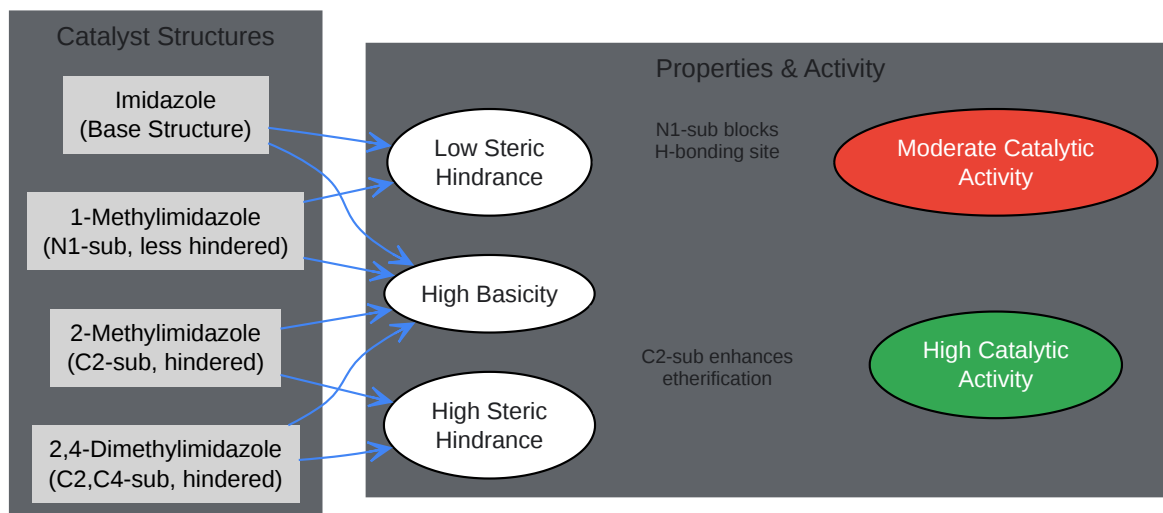 Catalyst Structures
Imidazole
(Base Structure)
1-Methylimidazole
(N1-sub, less hindered)
2-Methylimidazole
(C2-sub, hindered)
2,4-Dimethylimidazole
(C2,C4-sub, hindered)
Properties & Activity
Low Steric
Hindrance
High Basicity
High Steric
Hindrance
N1-sub blocks
H-bonding site
C2-sub enhances
etherification
Moderate Catalytic
Activity
High Catalytic
Activity